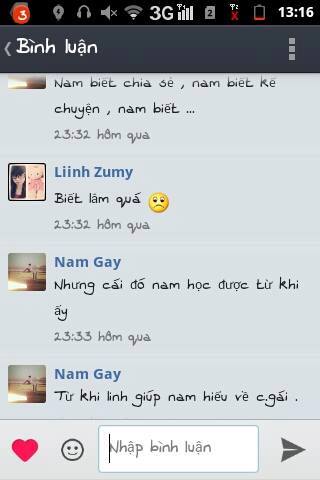 3 3G 2 13:16
Bình luận
Nam biết chia sẻ , nam biết kể
chuyện , nam biết ...
23:32 hôm qua
Liinh Zumy
Biết lâm quá
23:32 hôm qua
Nam Gay
Nhưng cái đó nam học được từ khi
ấy
23:33 hôm qua
Nam Gay
Từ khi linh giúp nam hiểu về c.gái .
Nhập bình luận